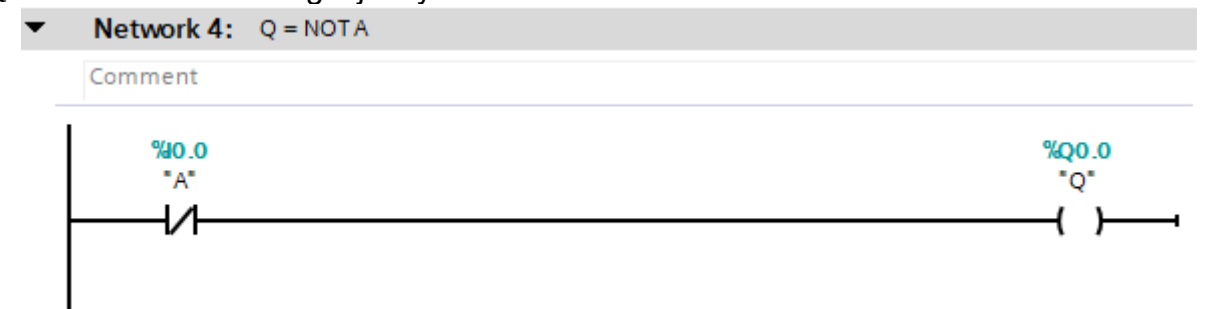 Network 4: Q = NOT A
Comment
%I0.0 %Q0.0
"A" "Q"